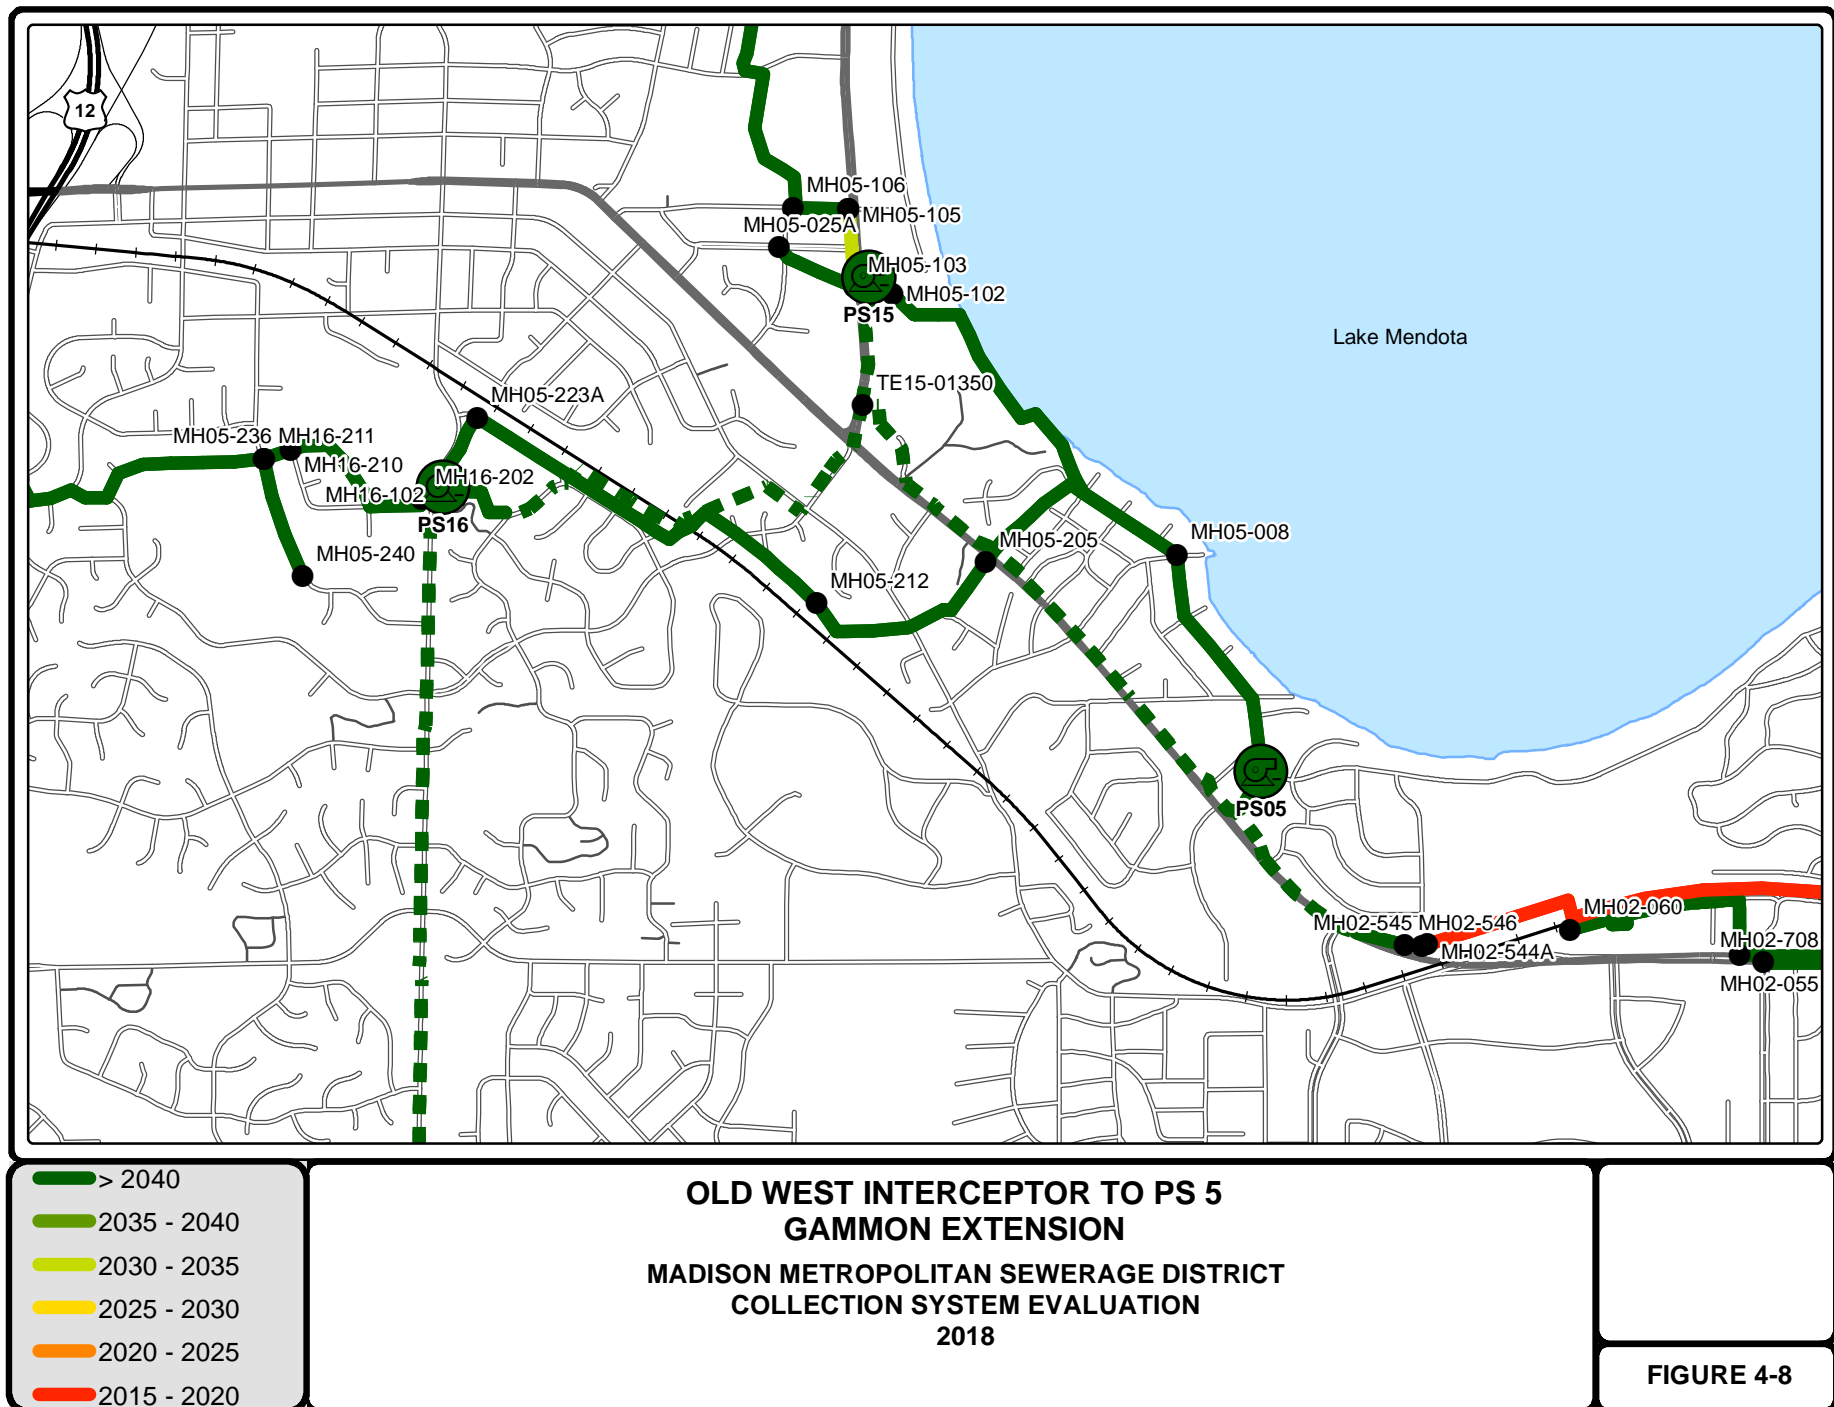 12
MH05-106
MH05-105
MH05-025A
MH05-103
MH05-102
PS15
Lake Mendota
TE15-01350
MH05-223A
MH05-236
MH16-211
MH16-210
MH16-202
MH16-102
PS16
MH05-240
MH05-205
MH05-008
MH05-212
PS05
MH02-545
MH02-546
MH02-060
MH02-544A
MH02-708
MH02-055
> 2040
2035 - 2040
2030 - 2035
2025 - 2030
2020 - 2025
2015 - 2020
OLD WEST INTERCEPTOR TO PS 5
GAMMON EXTENSION
MADISON METROPOLITAN SEWERAGE DISTRICT
COLLECTION SYSTEM EVALUATION
2018
FIGURE 4-8